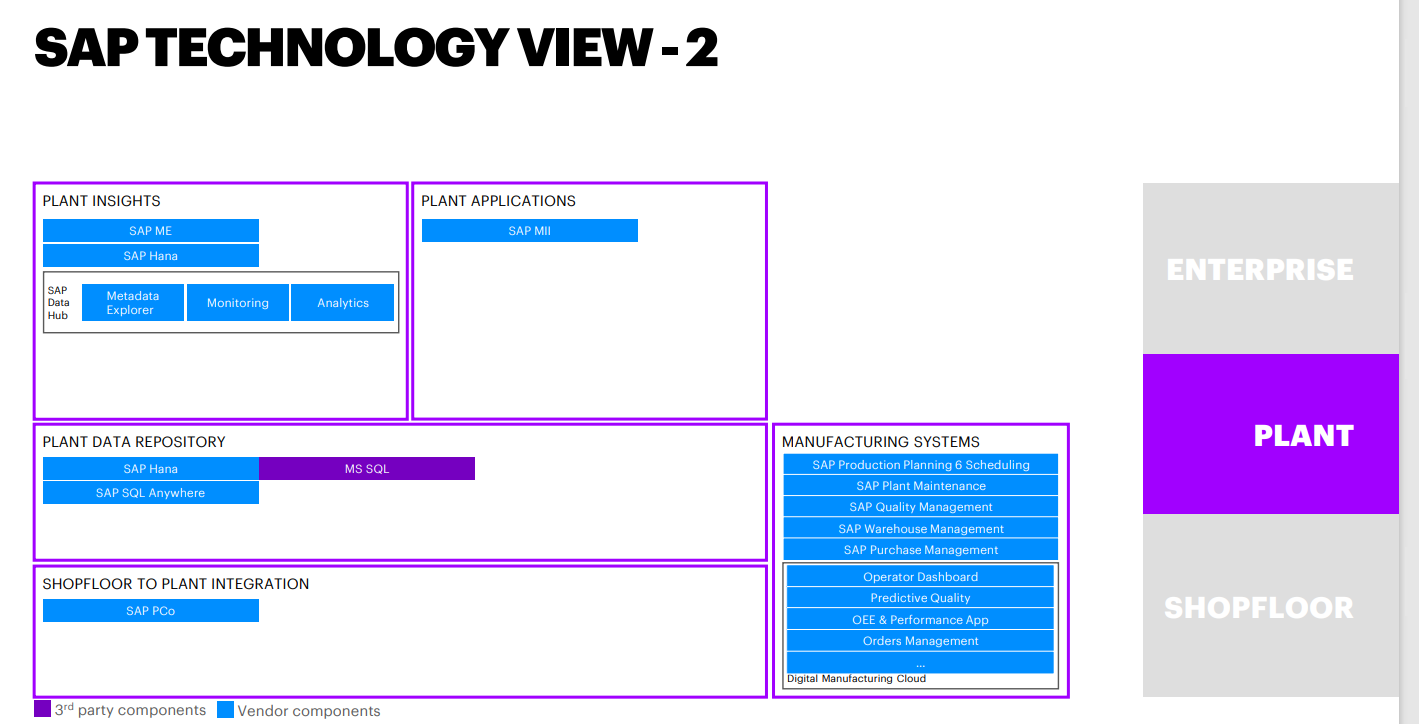 SAP TECHNOLOGY VIEW - 2
PLANT INSIGHTS
SAP ME
SAP Hana
SAP
Data
Hub
Metadata
Explorer
Monitoring
Analytics
PLANT APPLICATIONS
SAP MII
PLANT DATA REPOSITORY
SAP Hana
MS SQL
SAP SQL Anywhere
SHOPFLOOR TO PLANT INTEGRATION
SAP PCo
MANUFACTURING SYSTEMS
SAP Production Planning 6 Scheduling
SAP Plant Maintenance
SAP Quality Management
SAP Warehouse Management
SAP Purchase Management
Operator Dashboard
Predictive Quality
OEE & Performance App
Orders Management
...
Digital Manufacturing Cloud
ENTERPRISE
PLANT
SHOPFLOOR
3rd party components
Vendor components